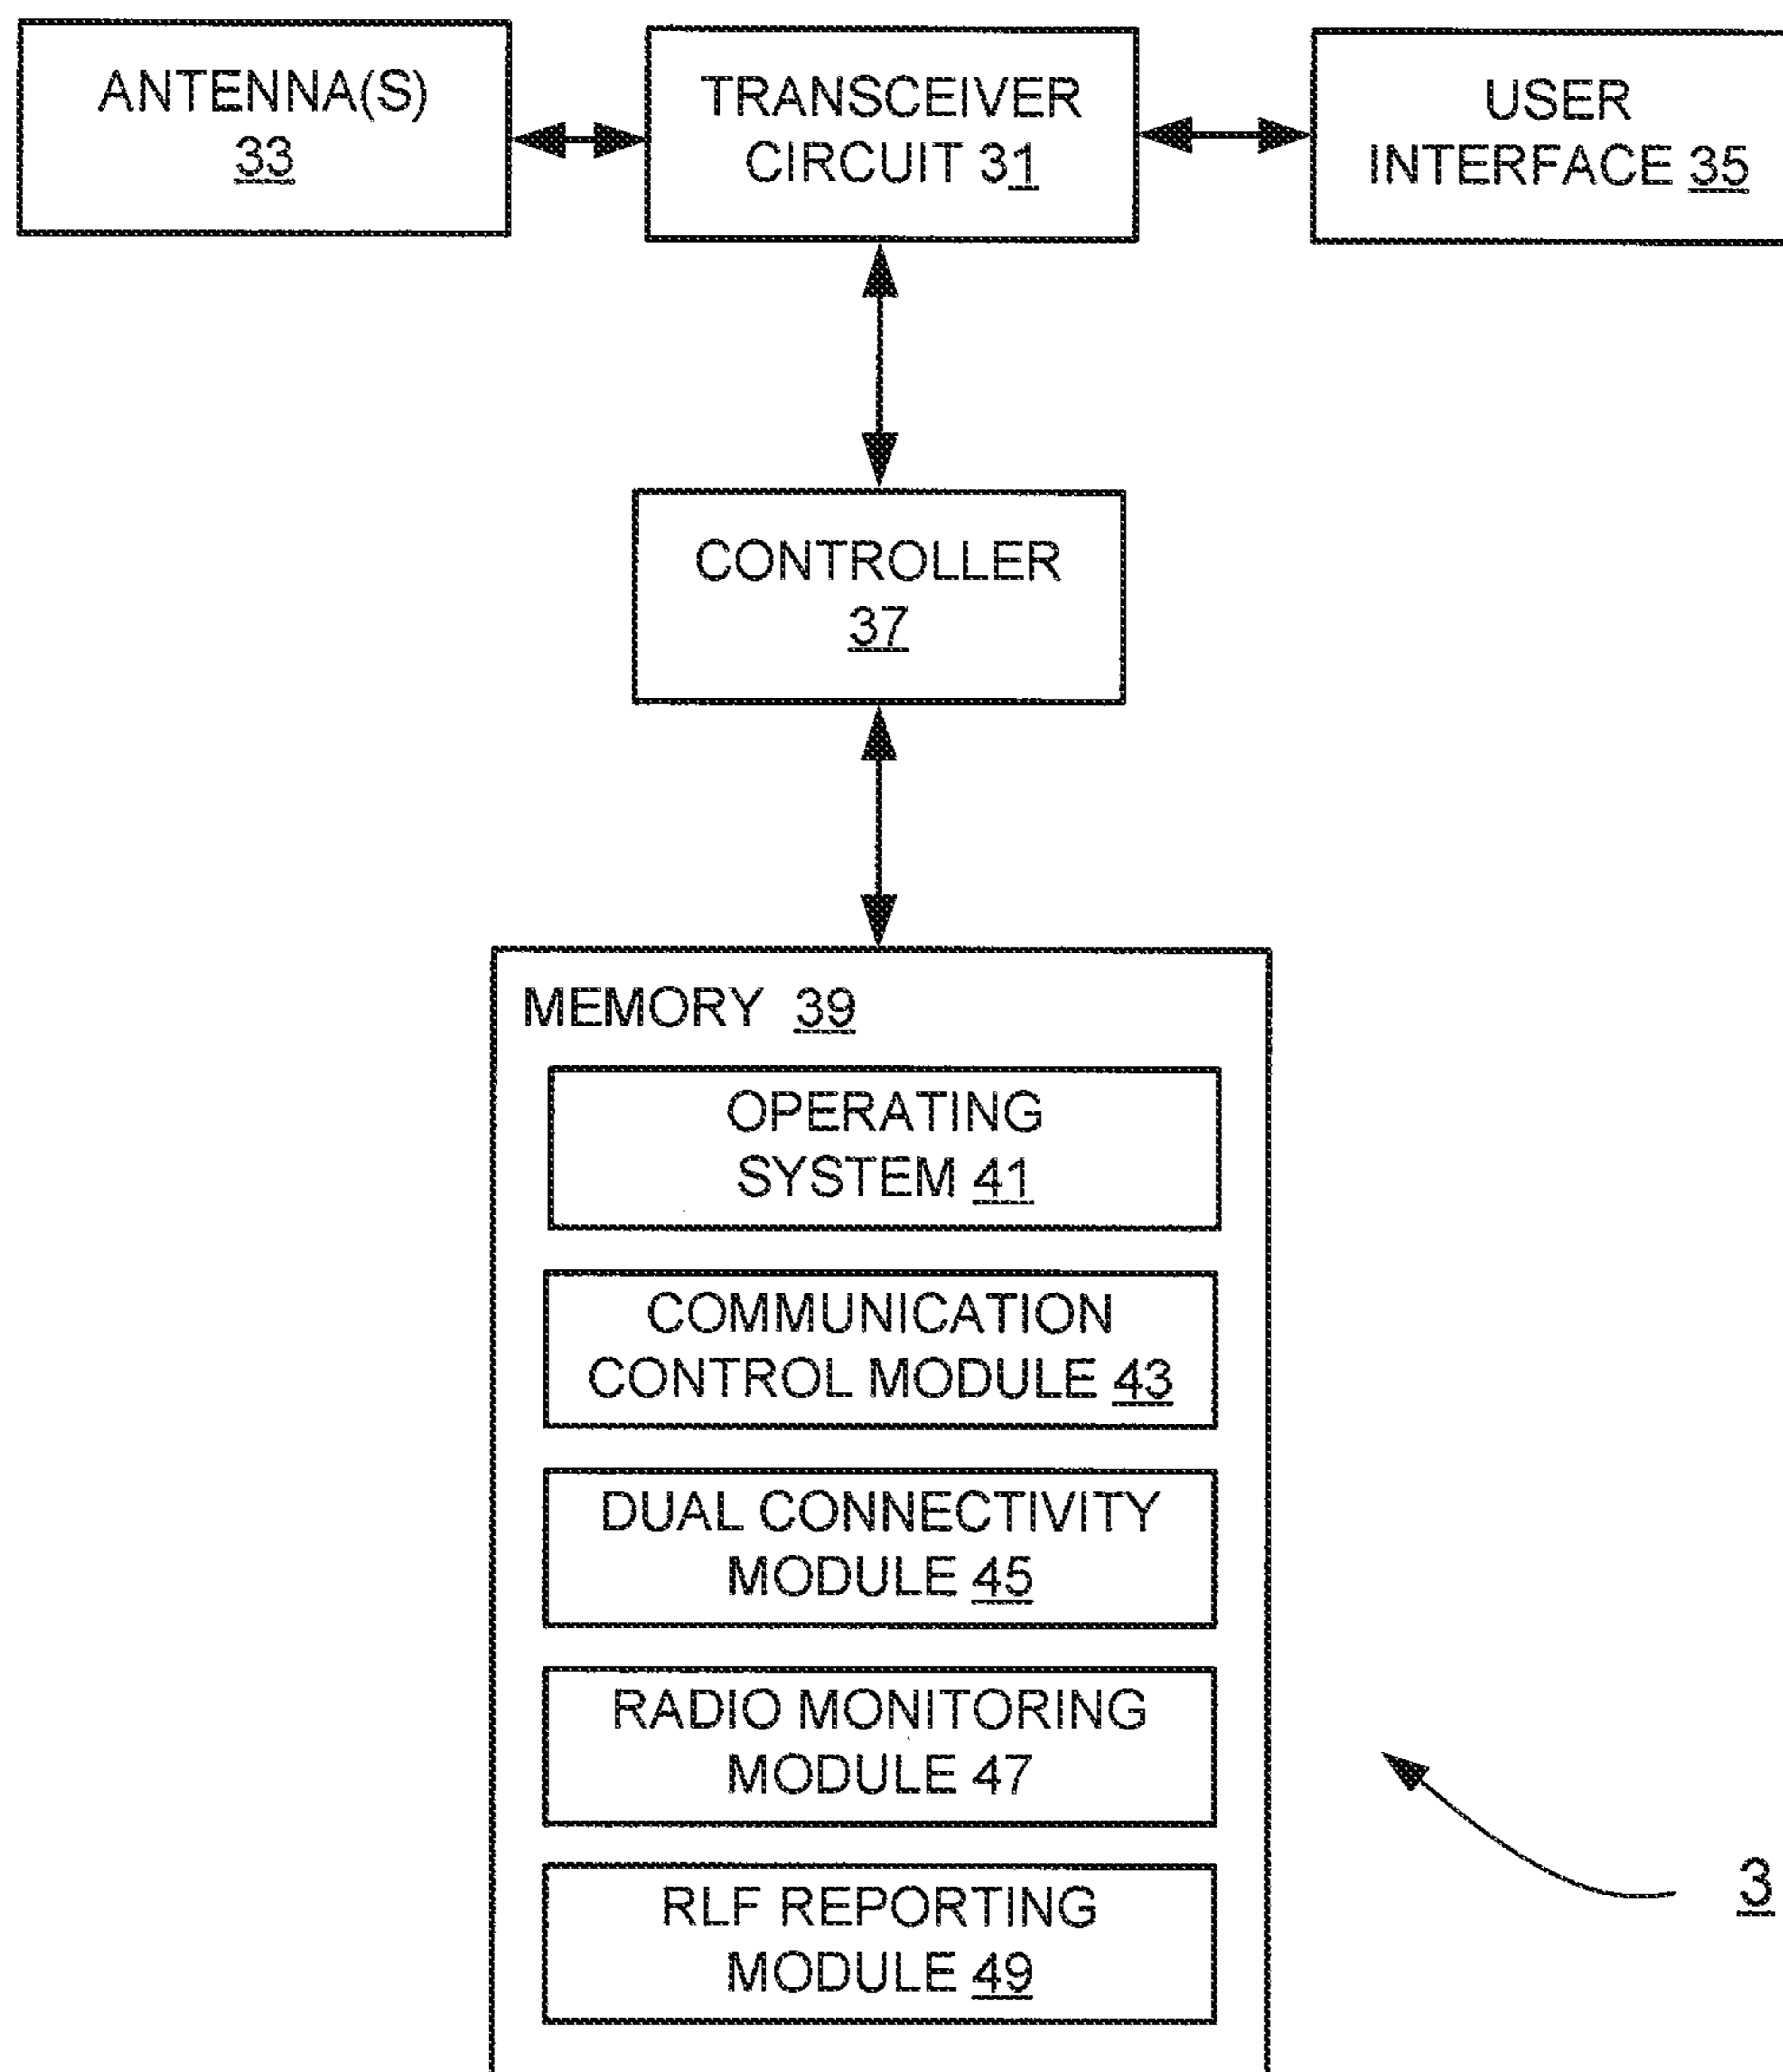 ANTENNA(S)
33
TRANSCEIVER
CIRCUIT 31
USER
INTERFACE 35
CONTROLLER
37
MEMORY 39
OPERATING
SYSTEM 41
COMMUNICATION
CONTROL MODULE 43
DUAL CONNECTIVITY
MODULE 45
RADIO MONITORING
MODULE 47
RLF REPORTING
MODULE 49
3